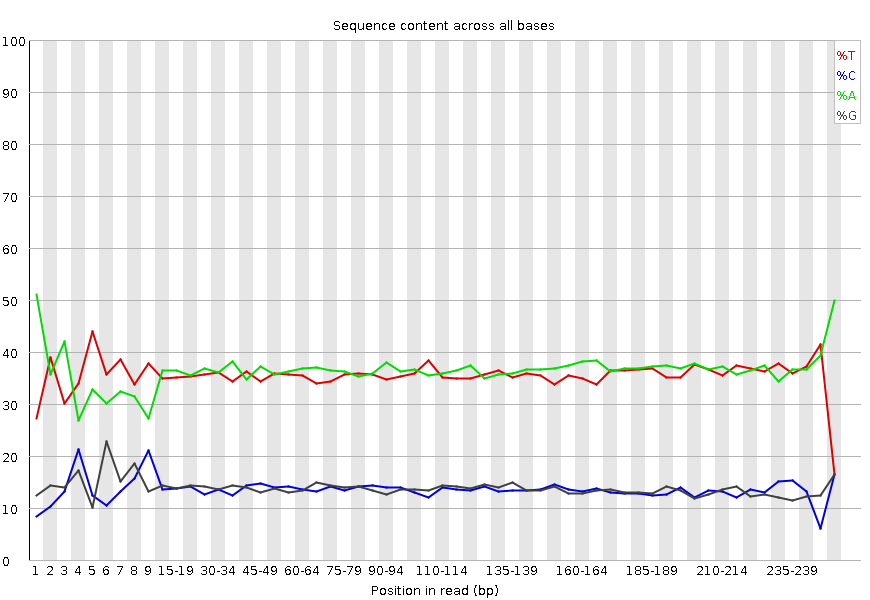 Sequence content across all bases
%T
%C
%A
%G
100
90
80
70
60
50
40
30
20
10
0
1 2 3 4 5 6 7 8 9 15-19 30-34 45-49 60-64 75-79 90-94 110-114 135-139 160-164 185-189 210-214 235-239
Position in read (bp)